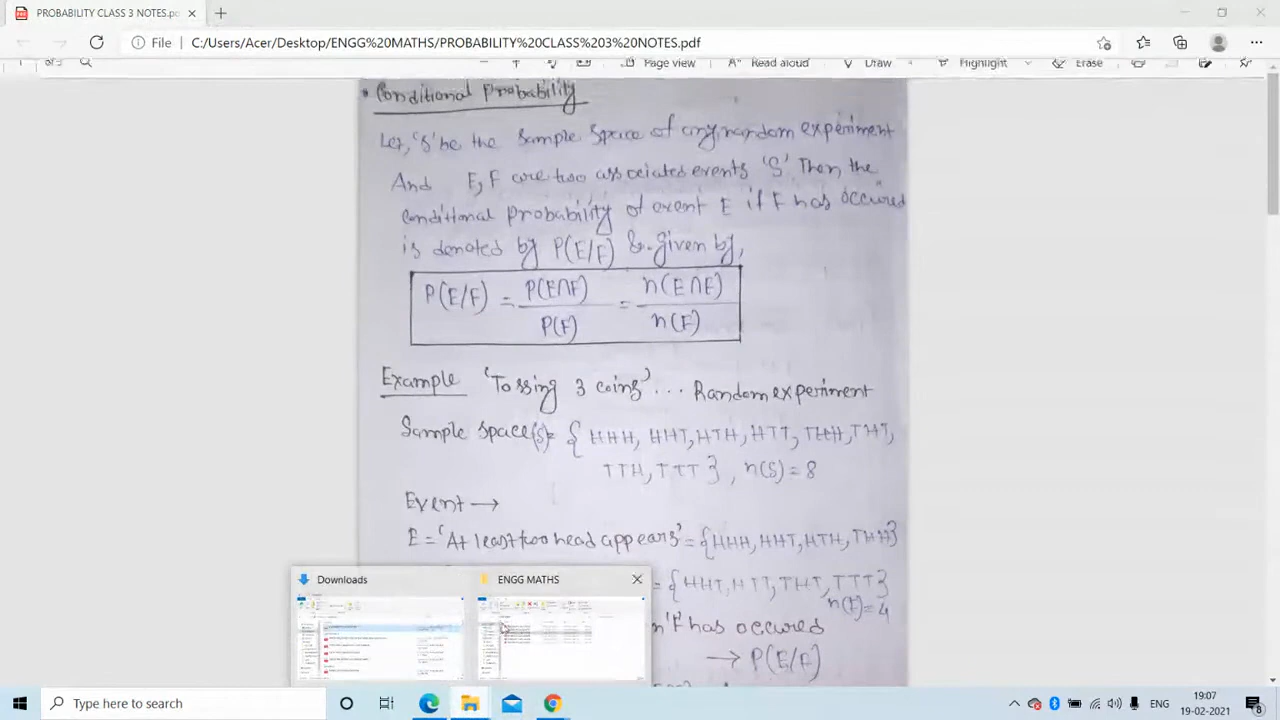 PROBABILITY CLASS 3 NOTES.pd
File
C:/Users/Acer/Desktop/ENGG%20MATHS/PROBABILITY%20CLASS%203%20NOTES.pdf
Page view
Read aloud
Draw
Highlight
Erase
Conditional Probability
Let, 'S' be the Sample Space of any random experiment
And E, F are two associated events 'S'. Then the
conditional probability of event E if F has occured
is denoted by P(E/F) & given by,
P(E/F) = P(E∩F)/P(F) = n(E∩F)/n(F)
Example 'Tossing 3 coins' ... Random experiment
Sample space(s)= { HHH, HHT, HTH, HTT, THH, THT,
TTH, TTT } , n(S) = 8
Event →
E = 'At least two head appears' = {HHH, HHT, HTH, THH}
= {HHT, HTT, THT, TTT}
n(F)=4
F has occured
→ P(E/F)
Downloads
ENGG MATHS
Type here to search
ENG
19:07
19-02-2021
8